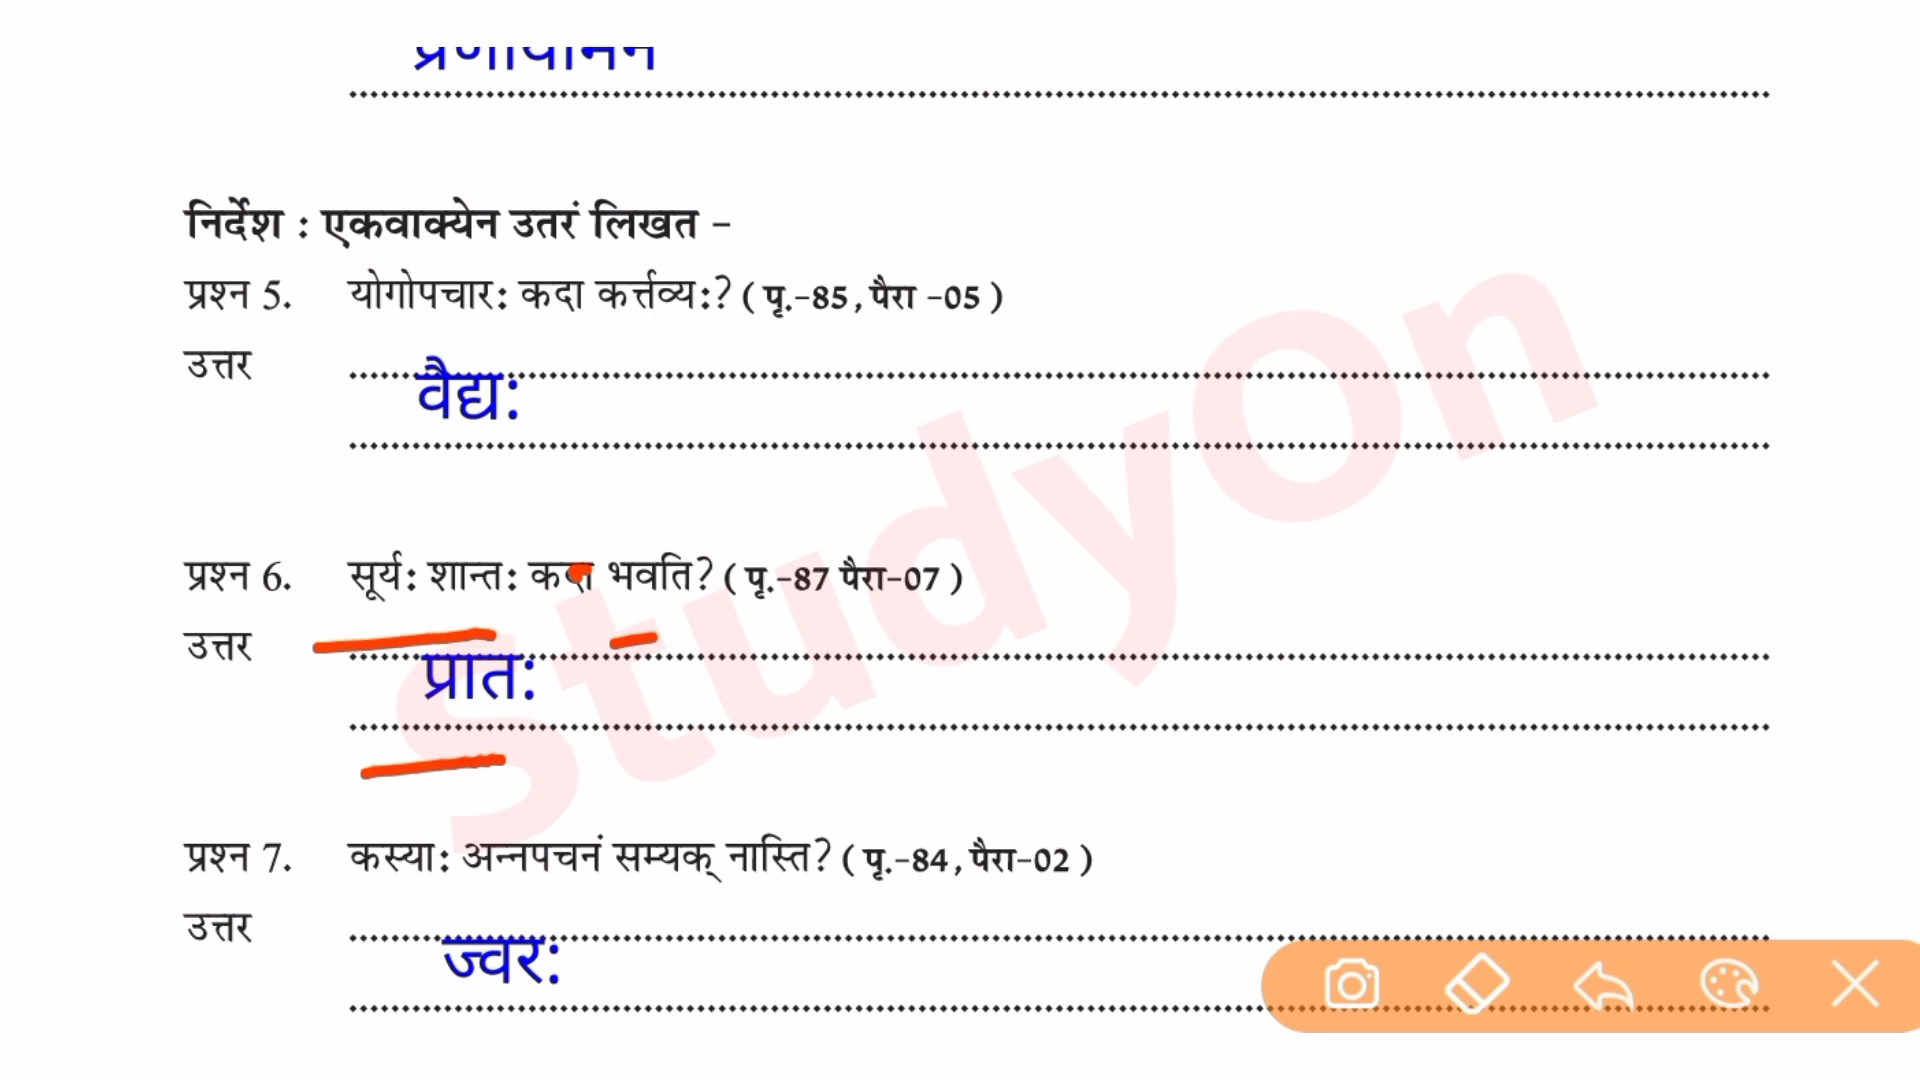 निर्देश : एकवाक्येन उतरं लिखत –
प्रश्न 5. योगोपचार: कदा कर्त्तव्य:? ( पृ.-85, पैरा -05 )
उत्तर
वैद्य:
प्रश्न 6. सूर्य: शान्त: कदा भवति? ( पृ.-87 पैरा-07 )
उत्तर
प्रात:
प्रश्न 7. कस्या: अन्नपचनं सम्यक् नास्ति? ( पृ.-84, पैरा-02 )
उत्तर
ज्वर:
StudyOn